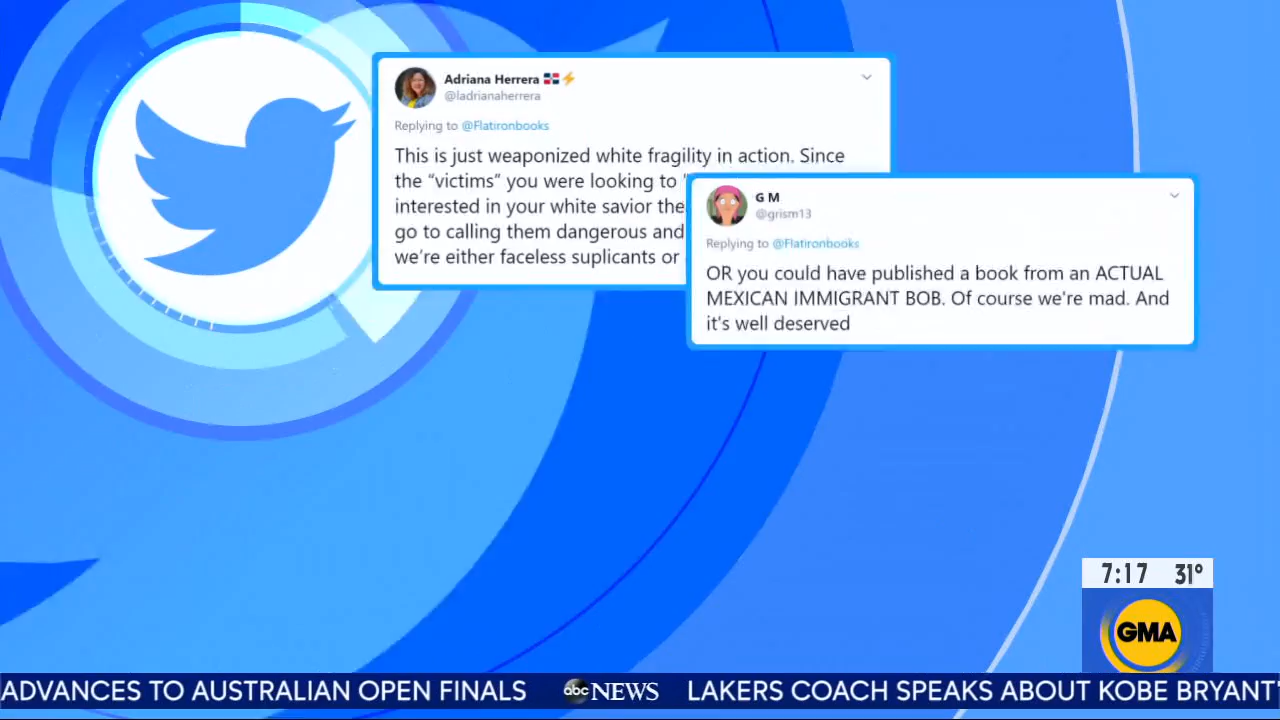 Adriana Herrera
@ladrianaherrera
Replying to @Flatironbooks
This is just weaponized white fragility in action. Since
the “victims” you were looking to "
interested in your white savior the
go to calling them dangerous and
we're either faceless suplicants or
G M
@grism13
Replying to @Flatironbooks
OR you could have published a book from an ACTUAL
MEXICAN IMMIGRANT BOB. Of course we're mad. And
it's well deserved
7:17 31°
GMA
ADVANCES TO AUSTRALIAN OPEN FINALS abc NEWS LAKERS COACH SPEAKS ABOUT KOBE BRYANT'